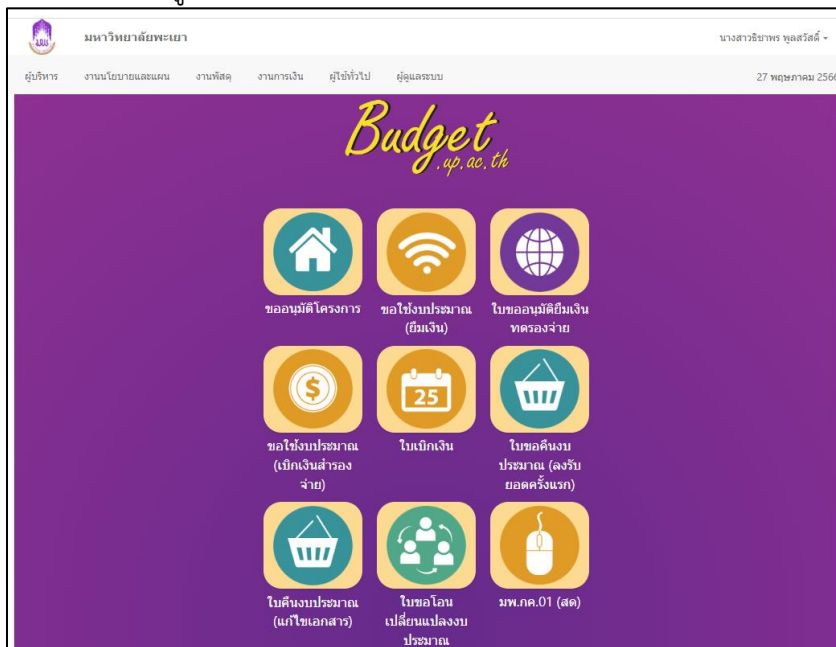 มหาวิทยาลัยพะเยา
นางสาวธิชาพร พูลสวัสดิ์
ผู้บริหาร งานนโยบายและแผน งานพัสดุ งานการเงิน ผู้ใช้ทั่วไป ผู้ดูแลระบบ
27 พฤษภาคม 2566
Budget
.up.ac.th
ขออนุมัติโครงการ
ขอใช้งบประมาณ
(ยืมเงิน)
ใบขออนุมัติยืมเงิน
ทดรองจ่าย
ขอใช้งบประมาณ
(เบิกเงินสำรอง
จ่าย)
25
ใบเบิกเงิน
ใบขอคืนงบ
ประมาณ (ลงรับ
ยอดครั้งแรก)
ใบคืนงบประมาณ
(แก้ไขเอกสาร)
ใบขอโอน
เปลี่ยนแปลงงบ
ประมาณ
มพ.กค.01 (สด)